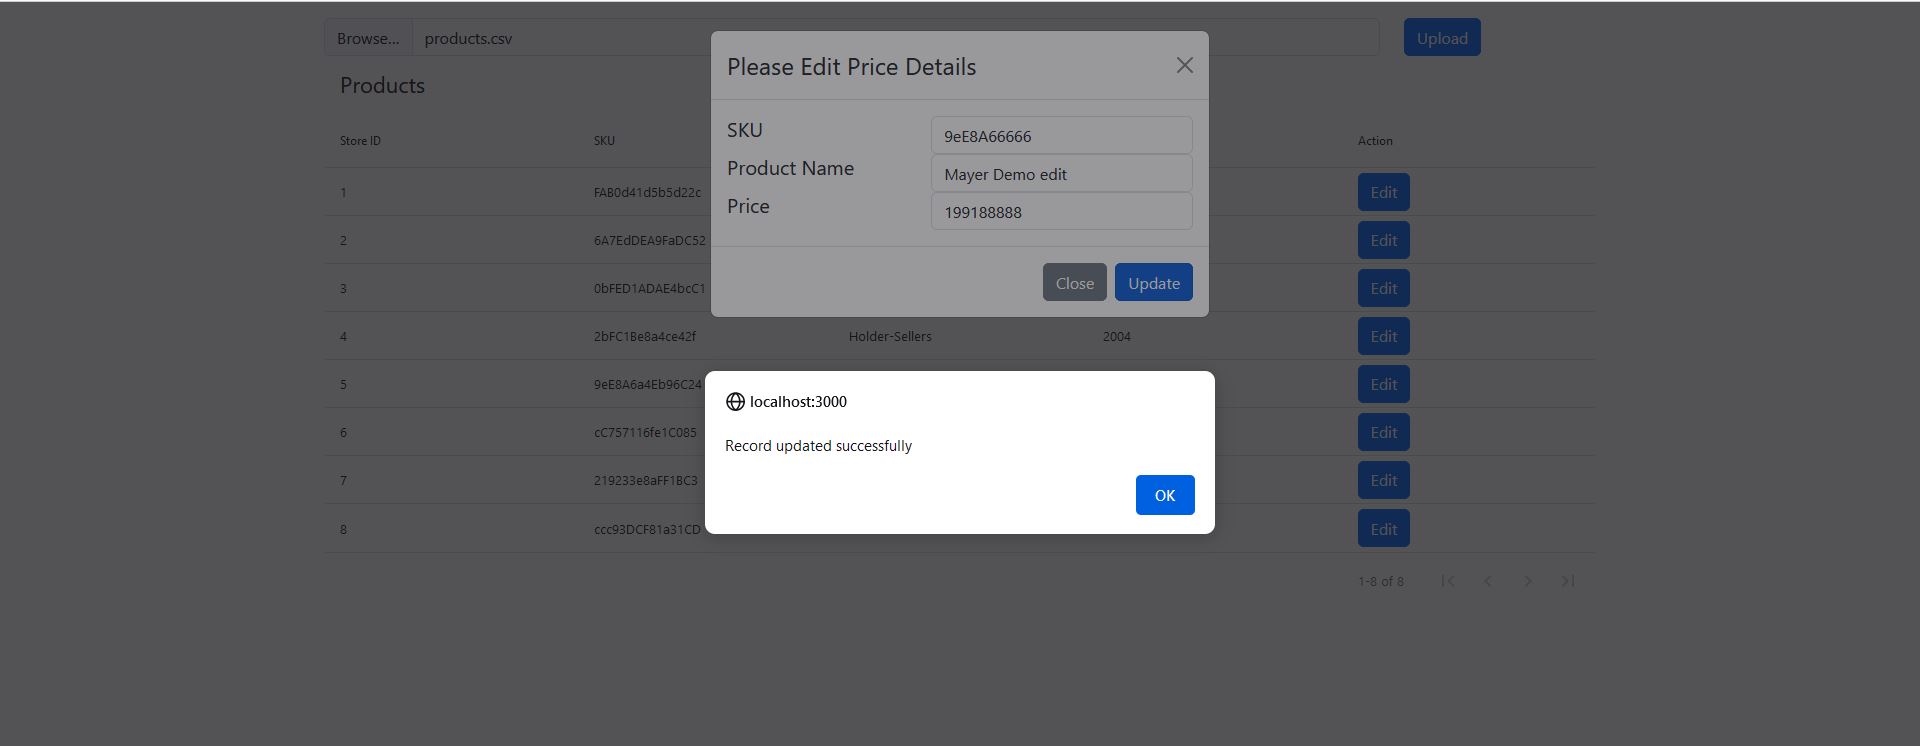 Browse... products.csv Upload
Please Edit Price Details
Products
SKU 9eE8A66666
Product Name Mayer Demo edit
Price 199188888
Close Update
Store ID SKU Action
1 FAB0d41d5b5d22c Edit
2 6A7EdDEA9FaDC52 Edit
3 0bFED1ADAE4bcC1 Edit
4 2bFC1Be8a4ce42f Holder-Sellers 2004 Edit
5 9eE8A6a4Eb96C24 Edit
6 cC757116fe1C085 Edit
7 219233e8aFF1BC3 Edit
8 ccc93DCF81a31CD Edit
localhost:3000
Record updated successfully
OK
1-8 of 8